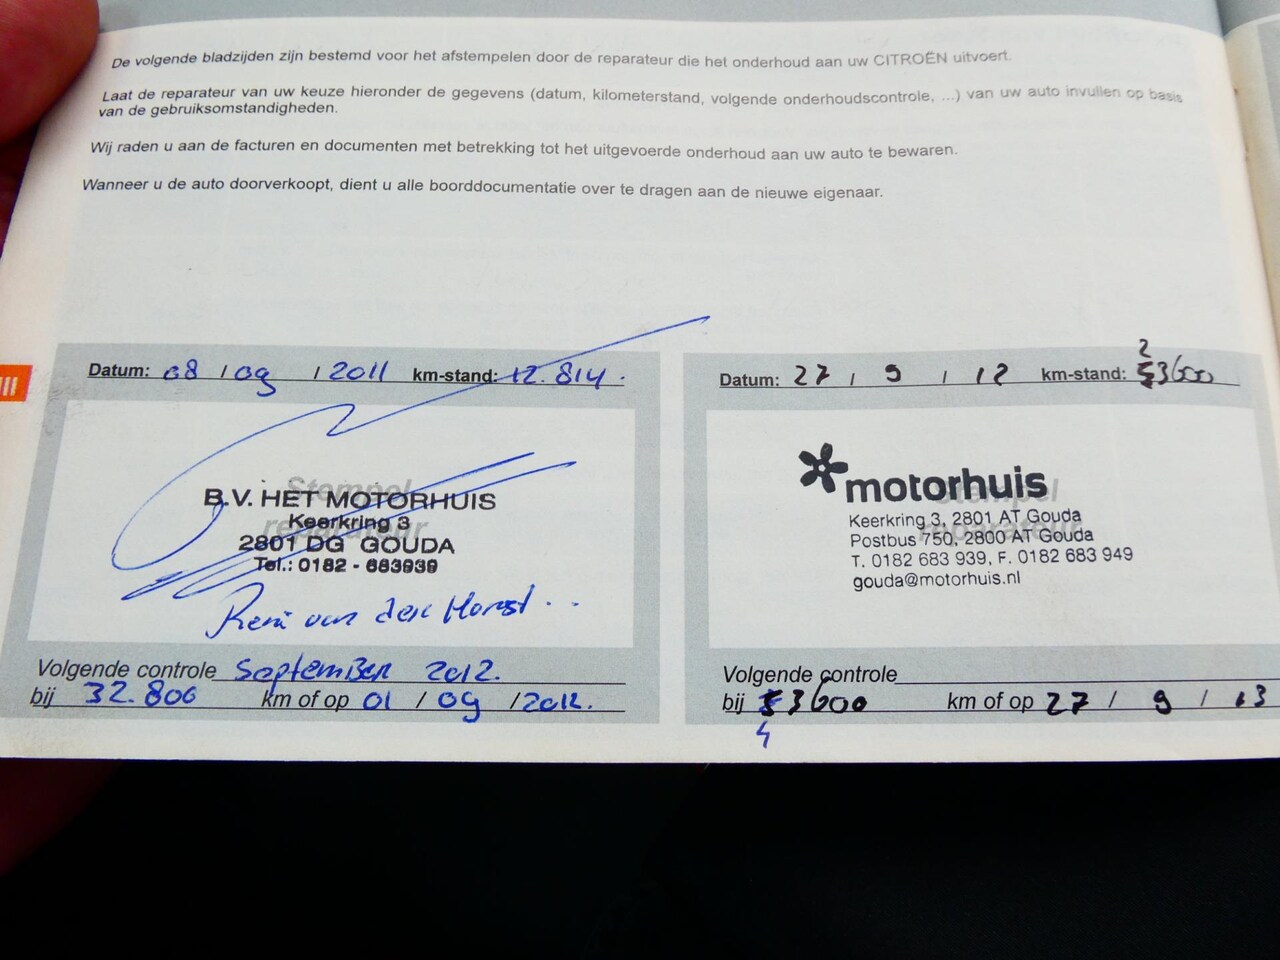 De volgende bladzijden zijn bestemd voor het afstempelen door de reparateur die het onderhoud aan uw CITROËN uitvoert.
Laat de reparateur van uw keuze hieronder de gegevens (datum, kilometerstand, volgende onderhoudscontrole, ...) van uw auto invullen op basis
van de gebruiksomstandigheden.
Wij raden u aan de facturen en documenten met betrekking tot het uitgevoerde onderhoud aan uw auto te bewaren.
Wanneer u de auto doorverkoopt, dient u alle boorddocumentatie over te dragen aan de nieuwe eigenaar.
III
Datum: 08 / 09 / 2011 km-stand: 12.814.
Stempel
reparateur
B.V. HET MOTORHUIS
Keerkring 3
2801 DG GOUDA
Tel.: 0182 - 683939
René van der Horst..
Volgende controle September 2012.
bij 32.800 km of op 01 / 09 / 2012.
Datum: 27 / 9 / 12 km-stand: 23600
Stempel
reparateur
motorhuis
Keerkring 3, 2801 AT Gouda
Postbus 750, 2800 AT Gouda
T. 0182 683 939, F. 0182 683 949
gouda@motorhuis.nl
Volgende controle
bij 43600 km of op 27 / 9 / 13